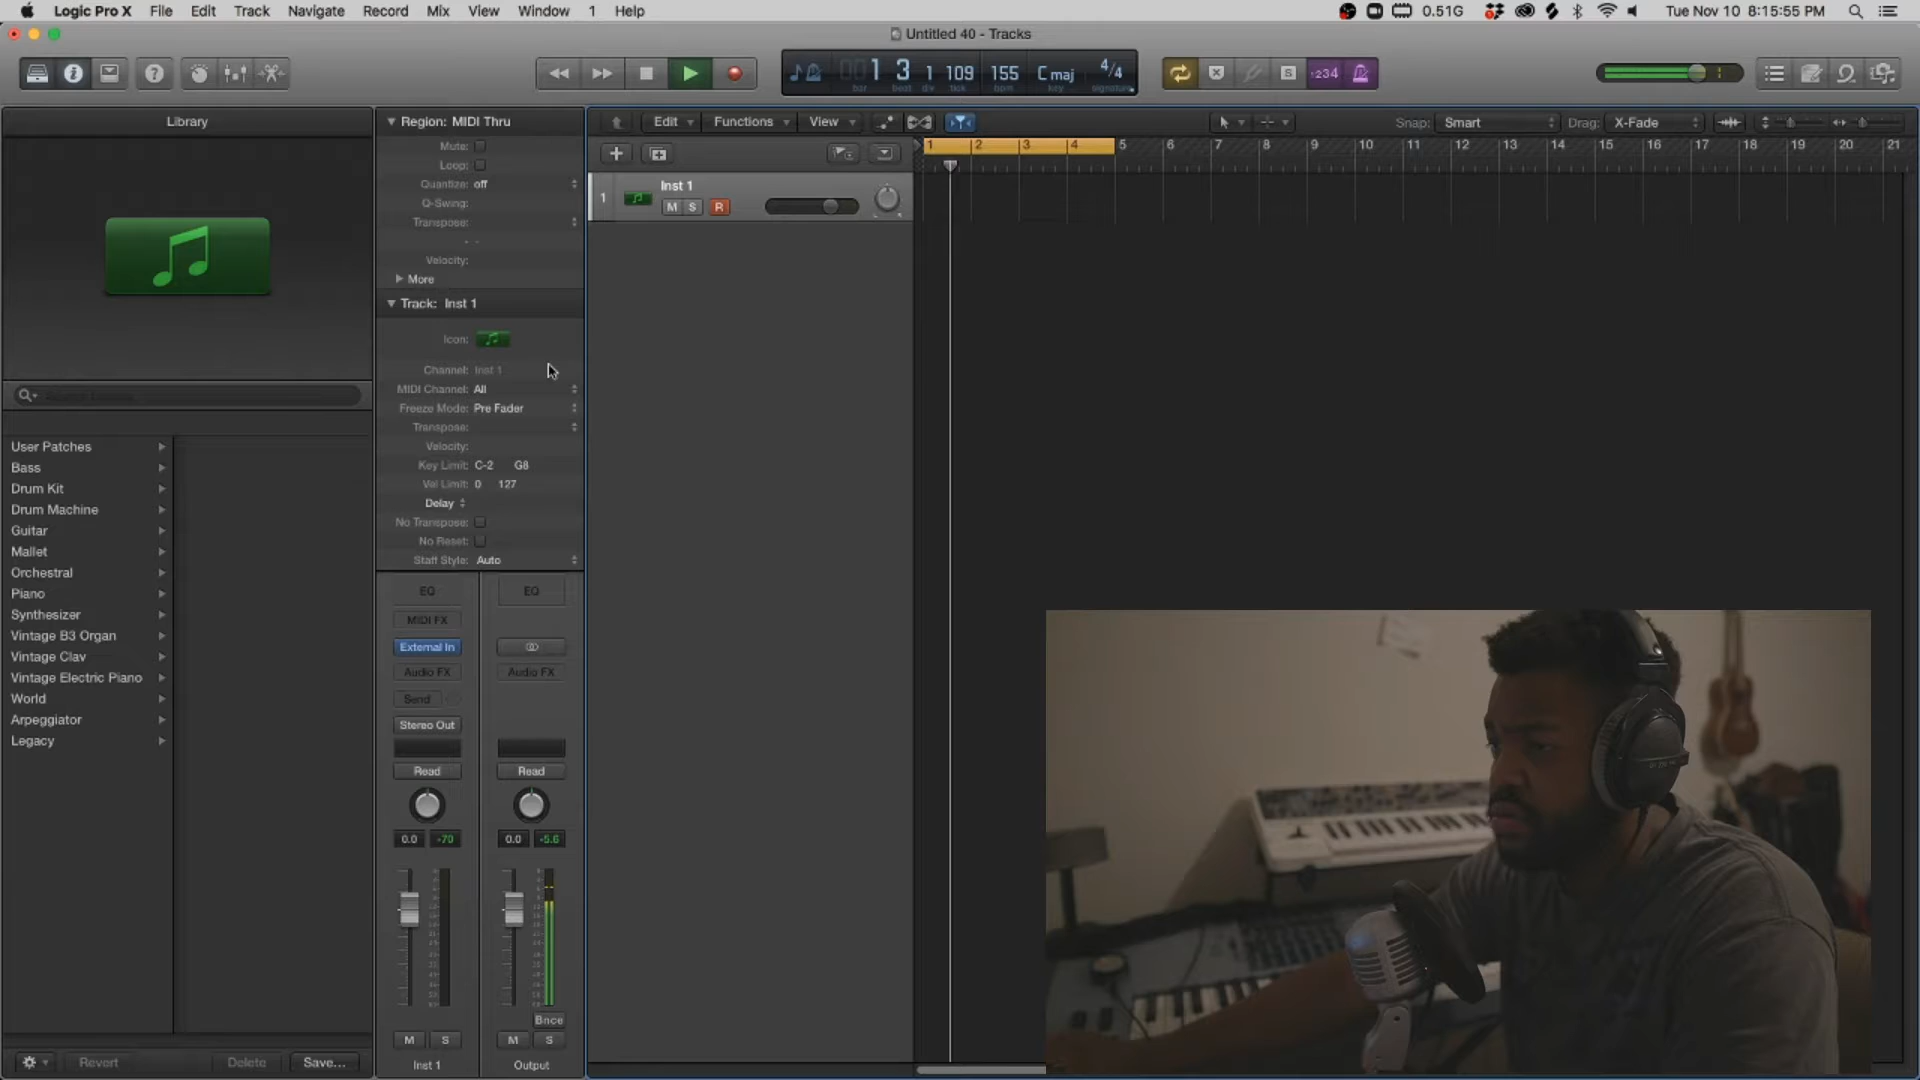 Logic Pro X File Edit Track Navigate Record Mix View Window 1 Help 0.51G Tue Nov 10 8:15:55 PM
Untitled 40 - Tracks
1 3 1 109 155 C maj 4/4
bar beat div tick bpm key signature
1234
Library
Region: MIDI Thru
Edit Functions View Snap: Smart Drag: X-Fade
Mute:
Loop:
Quantize: off
Q-Swing:
Transpose:
- -
Velocity:
More
1 2 3 4 5 6 7 8 9 10 11 12 13 14 15 16 17 18 19 20 21
1 Inst 1
M S R
Track: Inst 1
Icon:
Channel: Inst 1
MIDI Channel: All
Freeze Mode: Pre Fader
Transpose:
Velocity:
Key Limit: C-2 G8
Vel Limit: 0 127
Delay
No Transpose:
No Reset:
Staff Style: Auto
User Patches
Bass
Drum Kit
Drum Machine
Guitar
Mallet
Orchestral
Piano
Synthesizer
Vintage B3 Organ
Vintage Clav
Vintage Electric Piano
World
Arpeggiator
Legacy
EQ EQ
MIDI FX
External In
Audio FX Audio FX
Send
Stereo Out
Read Read
0.0 -70 0.0 -5.6
Bnce
M S M S
Inst 1 Output
Revert Delete Save...